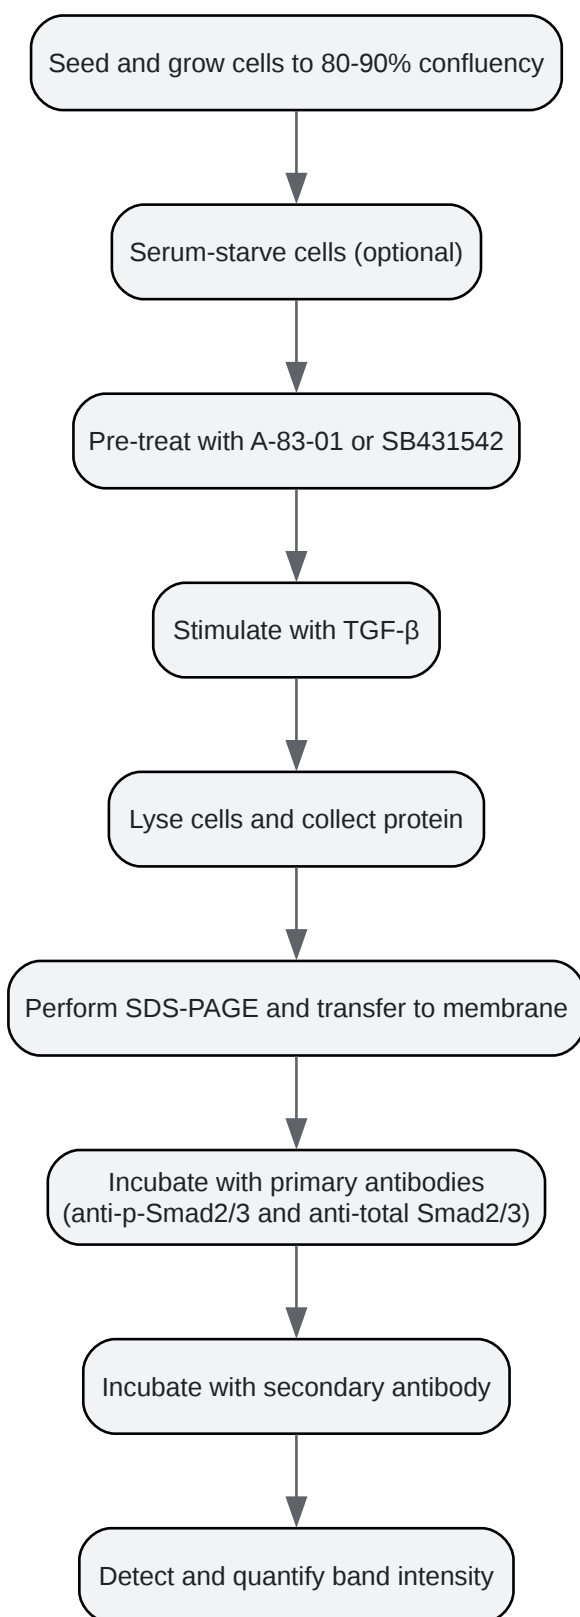 Seed and grow cells to 80-90% confluency
Serum-starve cells (optional)
Pre-treat with A-83-01 or SB431542
Stimulate with TGF-β
Lyse cells and collect protein
Perform SDS-PAGE and transfer to membrane
Incubate with primary antibodies
(anti-p-Smad2/3 and anti-total Smad2/3)
Incubate with secondary antibody
Detect and quantify band intensity